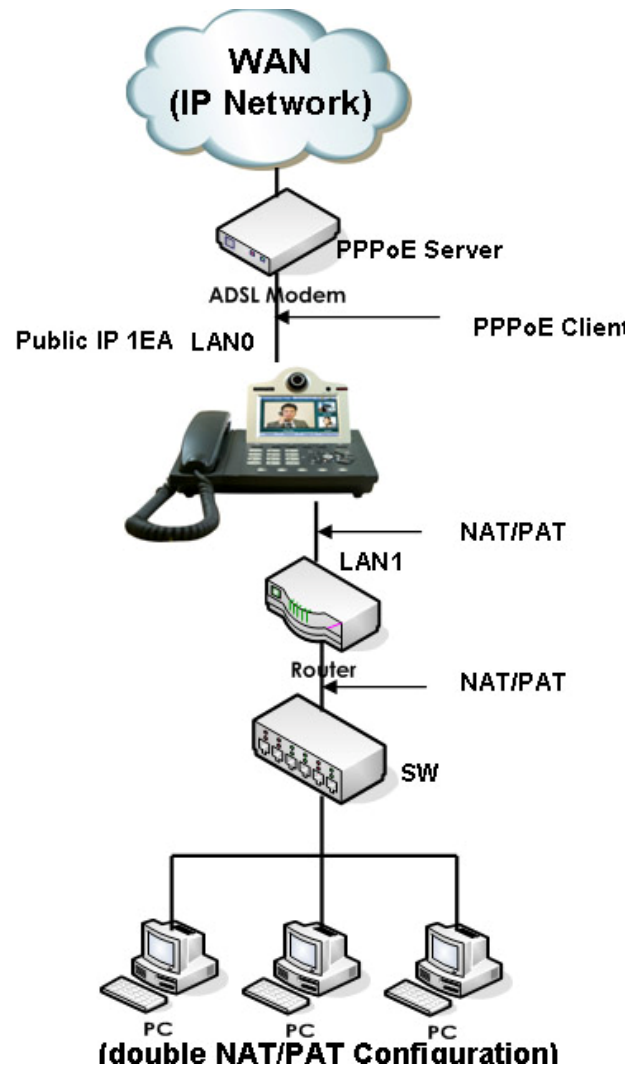 WAN
(IP Network)
PPPoE Server
ADSL Modem
PPPoE Client
Public IP 1EA LAN0
NAT/PAT
LAN1
Router
NAT/PAT
SW
PC
PC
PC
(double NAT/PAT Configuration)